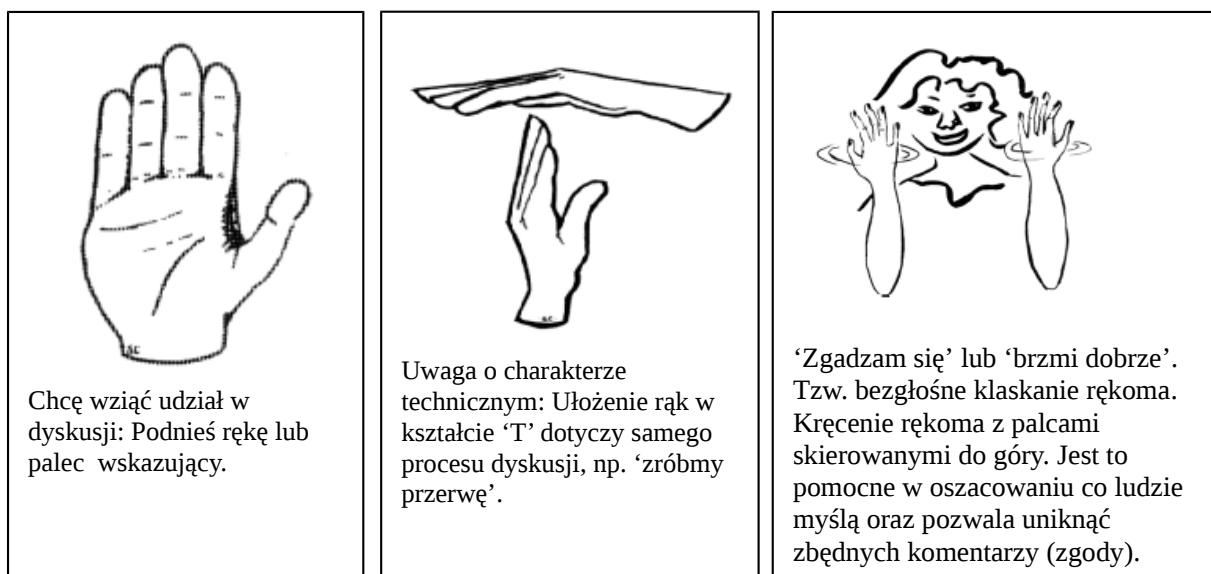 Chcę wziąć udział w
dyskusji: Podnieś rękę lub
palec wskazujący.
Uwaga o charakterze
technicznym: Ułożenie rąk w
kształcie ‘T’ dotyczy samego
procesu dyskusji, np. ‘zróbmy
przerwę’.
‘Zgadzam się’ lub ‘brzmi dobrze’.
Tzw. bezgłośne klaskanie rękoma.
Kręcenie rękoma z palcami
skierowanymi do góry. Jest to
pomocne w oszacowaniu co ludzie
myślą oraz pozwala uniknąć
zbędnych komentarzy (zgody).